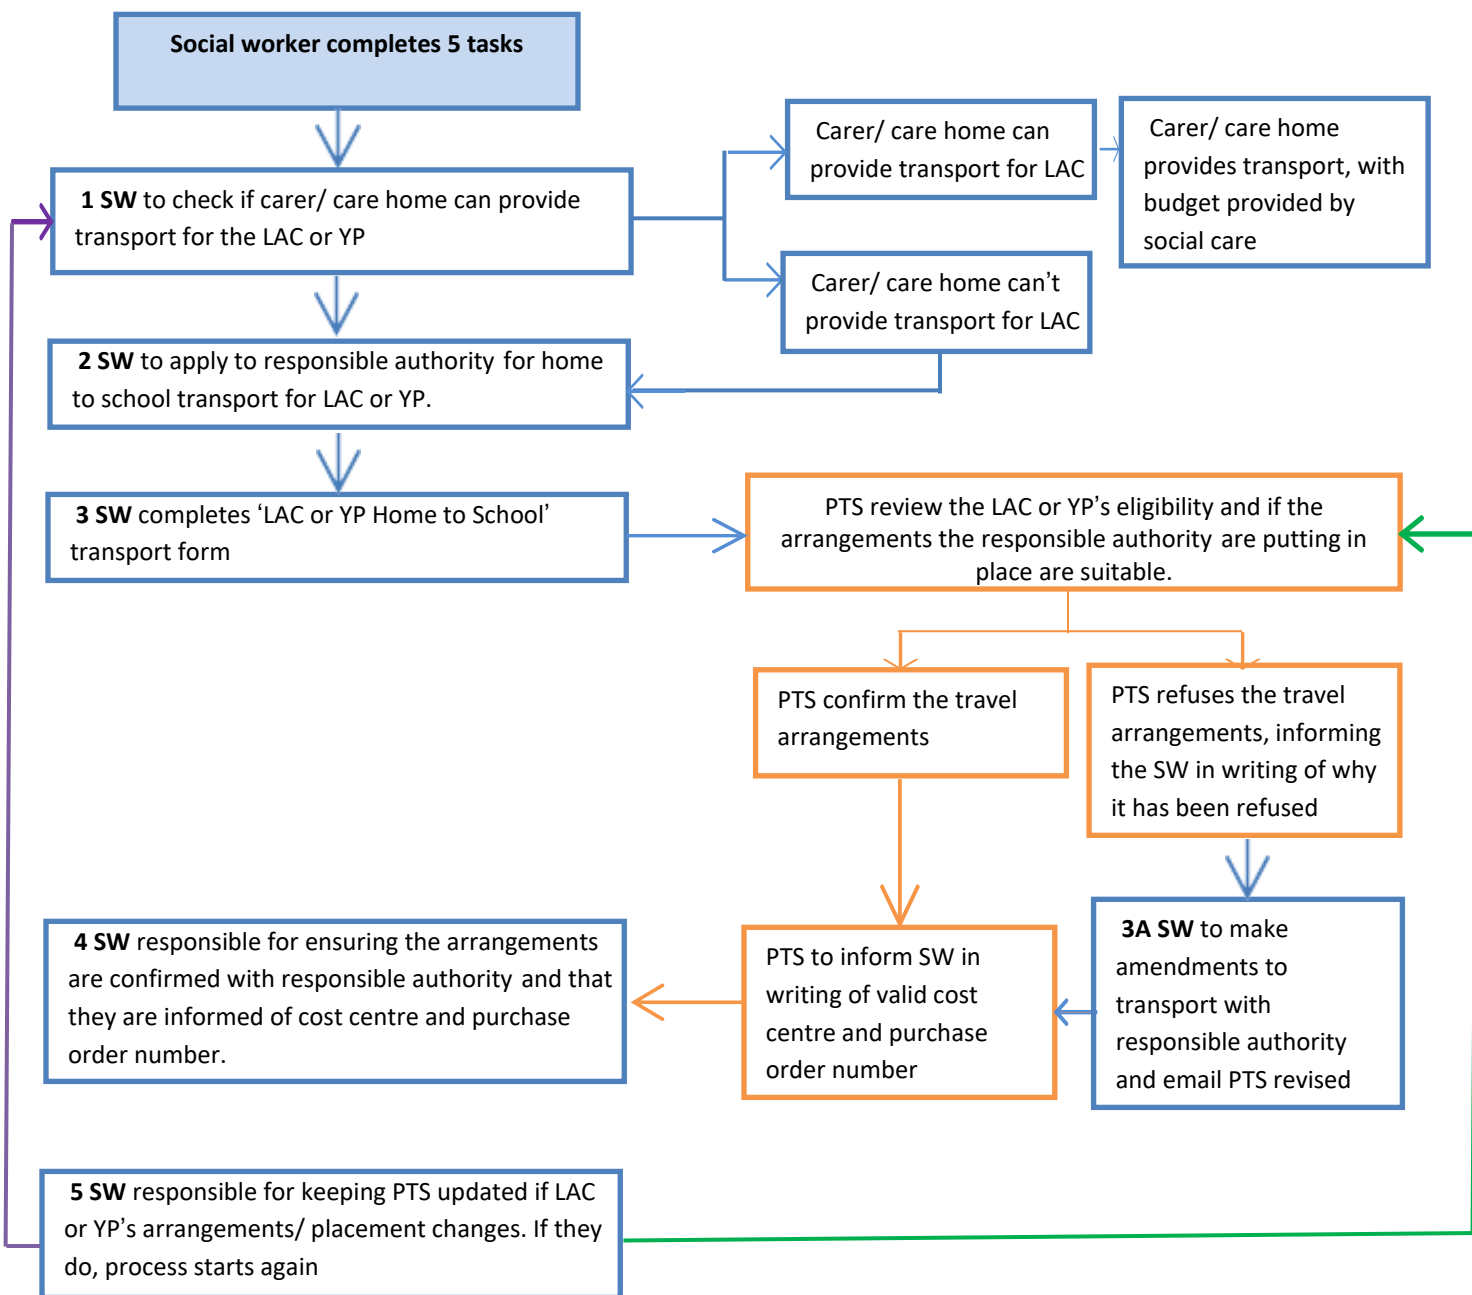 Social worker completes 5 tasks
1 SW to check if carer/ care home can provide
transport for the LAC or YP
Carer/ care home can
provide transport for LAC
Carer/ care home
provides transport, with
budget provided by
social care
Carer/ care home can’t
provide transport for LAC
2 SW to apply to responsible authority for home
to school transport for LAC or YP.
3 SW completes ‘LAC or YP Home to School’
transport form
PTS review the LAC or YP’s eligibility and if the
arrangements the responsible authority are putting in
place are suitable.
PTS confirm the travel
arrangements
PTS refuses the travel
arrangements, informing
the SW in writing of why
it has been refused
3A SW to make
amendments to
transport with
responsible authority
and email PTS revised
PTS to inform SW in
writing of valid cost
centre and purchase
order number
4 SW responsible for ensuring the arrangements
are confirmed with responsible authority and that
they are informed of cost centre and purchase
order number.
5 SW responsible for keeping PTS updated if LAC
or YP’s arrangements/ placement changes. If they
do, process starts again